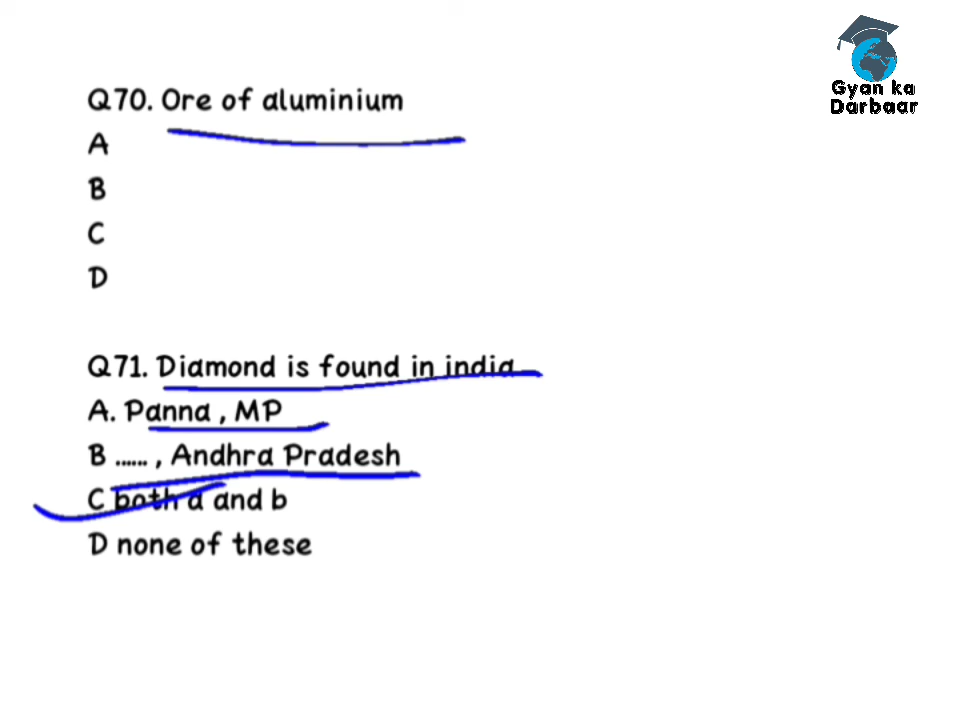 Gyan ka
Darbaar
Q70. Ore of aluminium
A
B
C
D
Q71. Diamond is found in india
A. Panna , MP
B ...... , Andhra Pradesh
C both a and b
D none of these